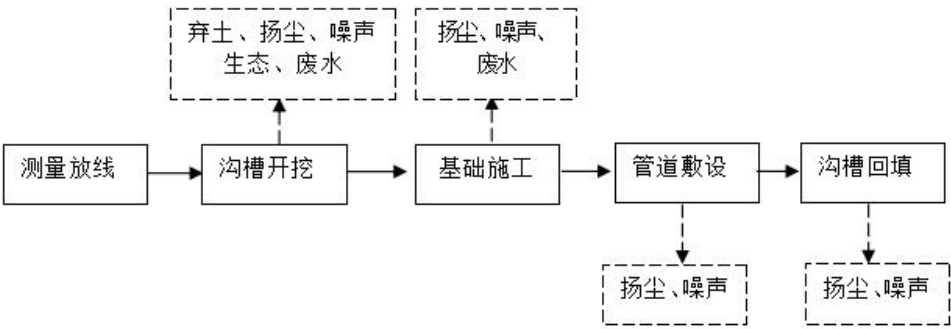 弃土、扬尘、噪声
生态、废水
扬尘、噪声、
废水
测量放线
沟槽开挖
基础施工
管道敷设
沟槽回填
扬尘、噪声
扬尘、噪声